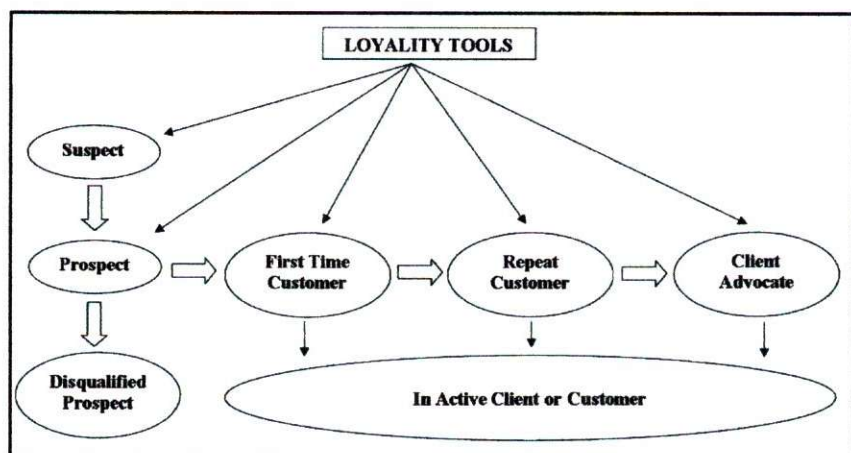 LOYALITY TOOLS
Suspect
Prospect
First Time
Customer
Repeat
Customer
Client
Advocate
Disqualified
Prospect
In Active Client or Customer